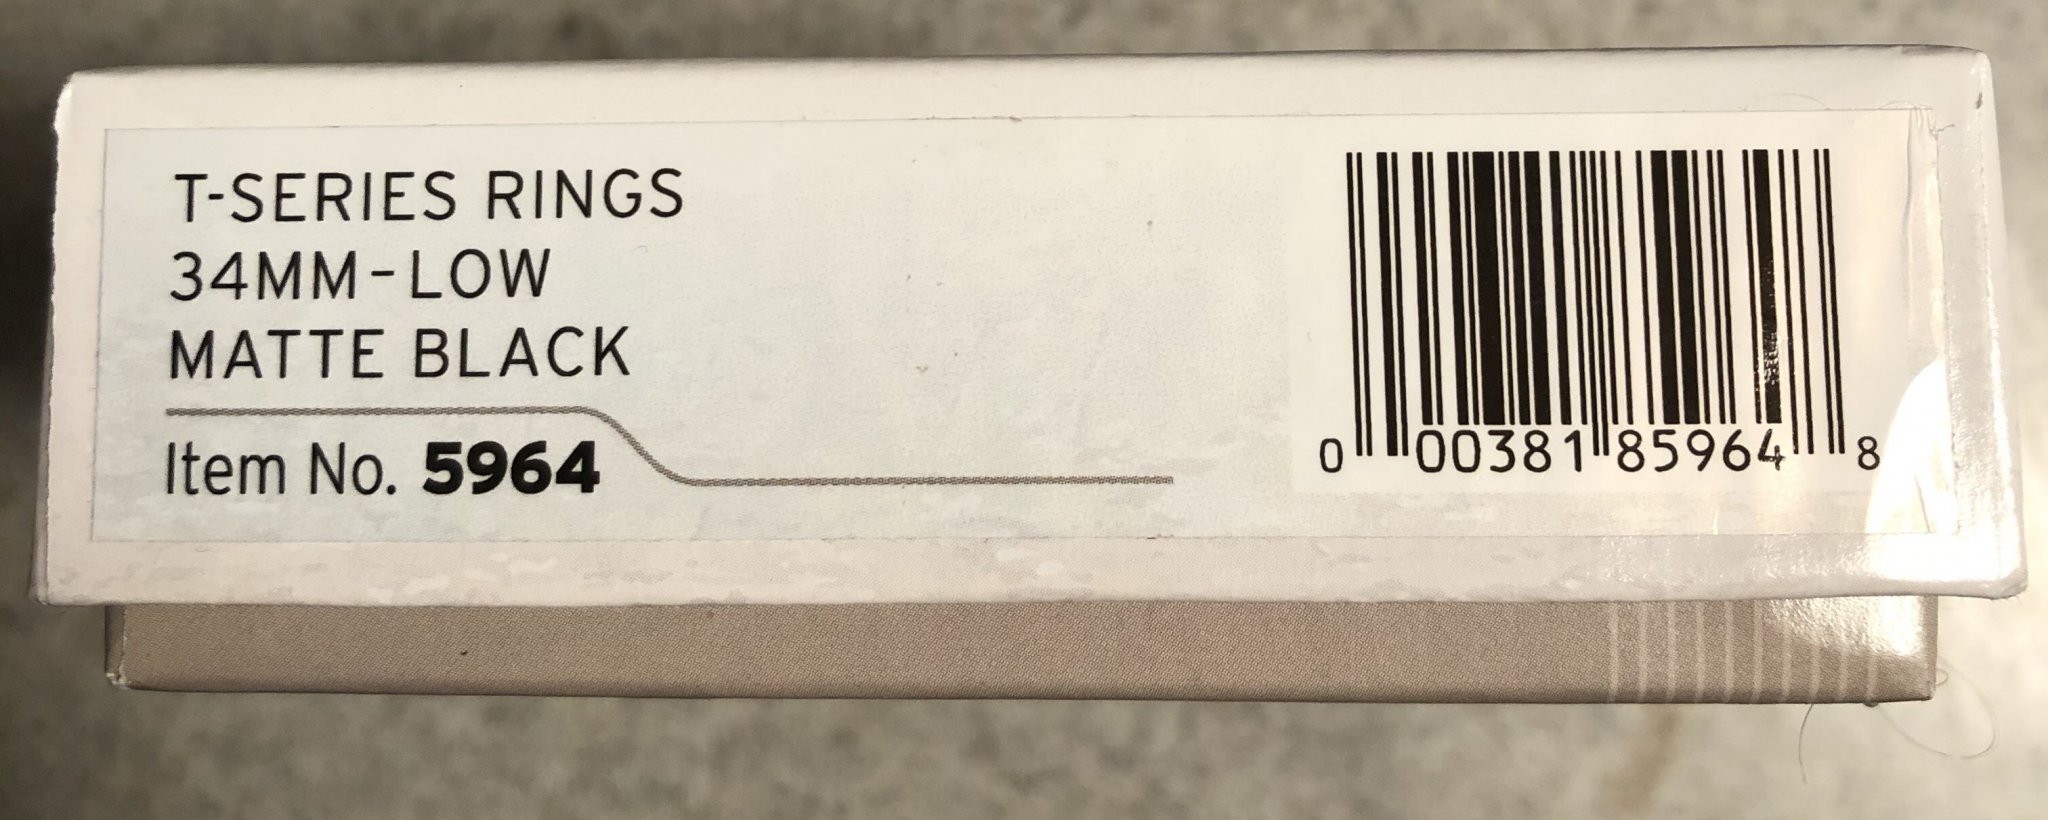 T-SERIES RINGS
34MM-LOW
MATTE BLACK
Item No. 5964
0 00381 85964 8